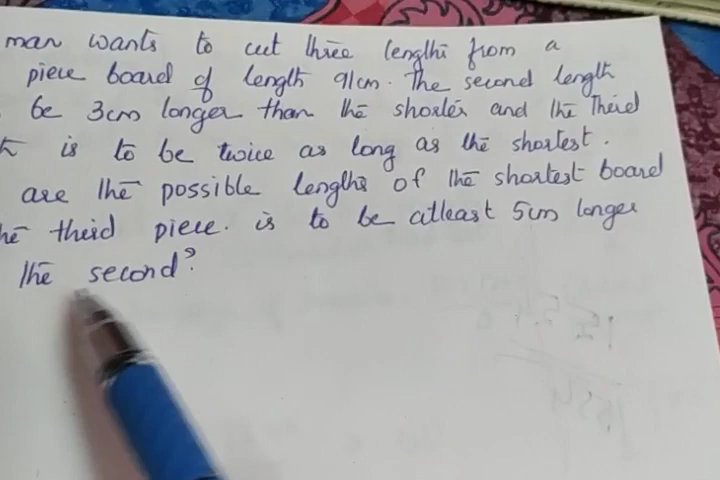 man wants to cut three lengths from a
piece board of length 91cm. The second length
be 3cm longer than the shorter and the Third
is to be twice as long as the shortest.
are the possible lengths of the shortest board
the third piece. is to be atleast 5cm longer
the second?